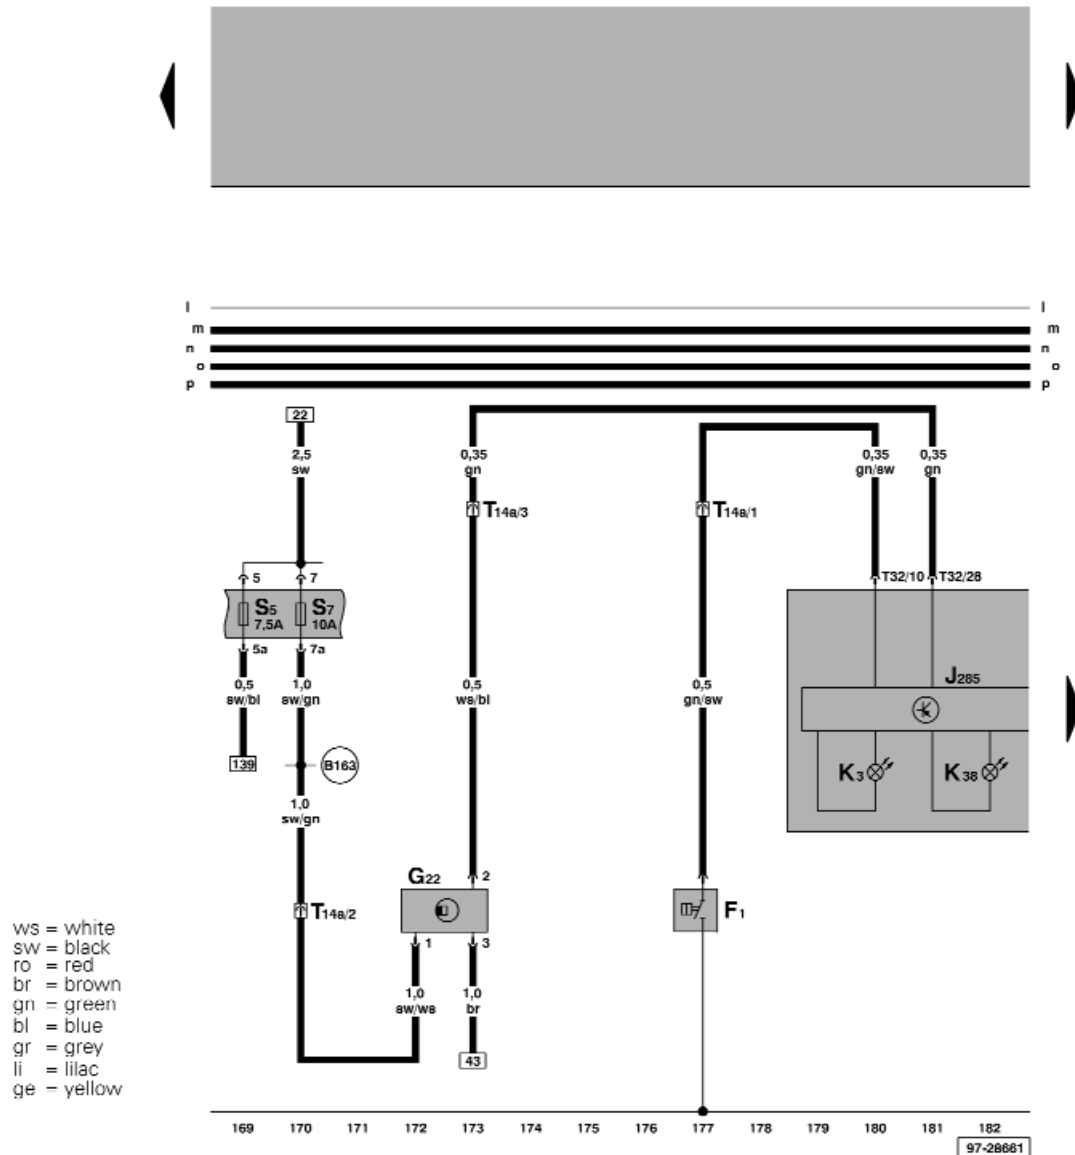 l l
m m
n n
o o
p p
22
2,5 0,35 0,35 0,35
sw gn gn/sw gn
T14a/3 T14a/1
5 7 T32/10 T32/28
S5 S7
7,5A 10A
5a 7a
J285
0,5 1,0 0,5 0,5
sw/bl sw/gn ws/bl gn/sw
139 B163 K3 K38
1,0
sw/gn
G22 2
T14a/2 F1
ws = white
sw = black
1 3
ro = red
br = brown
1,0 1,0
gn = green
sw/ws br
bl = blue
gr = grey
43
li = lilac
ge = yellow
169 170 171 172 173 174 175 176 177 178 179 180 181 182
97-28661